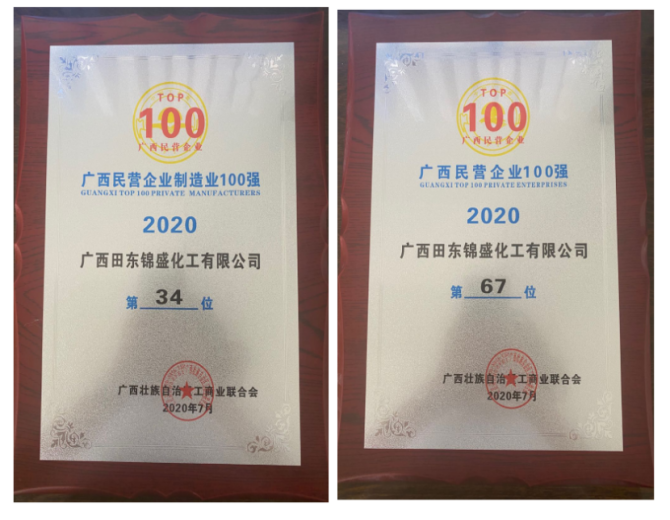 TOP
100
广西民营企业
广西民营企业制造业100强
GUANGXI TOP 100 PRIVATE MANUFACTURERS
2020
广西田东锦盛化工有限公司
第 34 位
广西壮族自治 工商业联合会
2020年7月
TOP
100
广西民营企业
广西民营企业100强
GUANGXI TOP 100 PRIVATE ENTERPRISES
2020
广西田东锦盛化工有限公司
第 67 位
广西壮族自治 工商业联合会
2020年7月